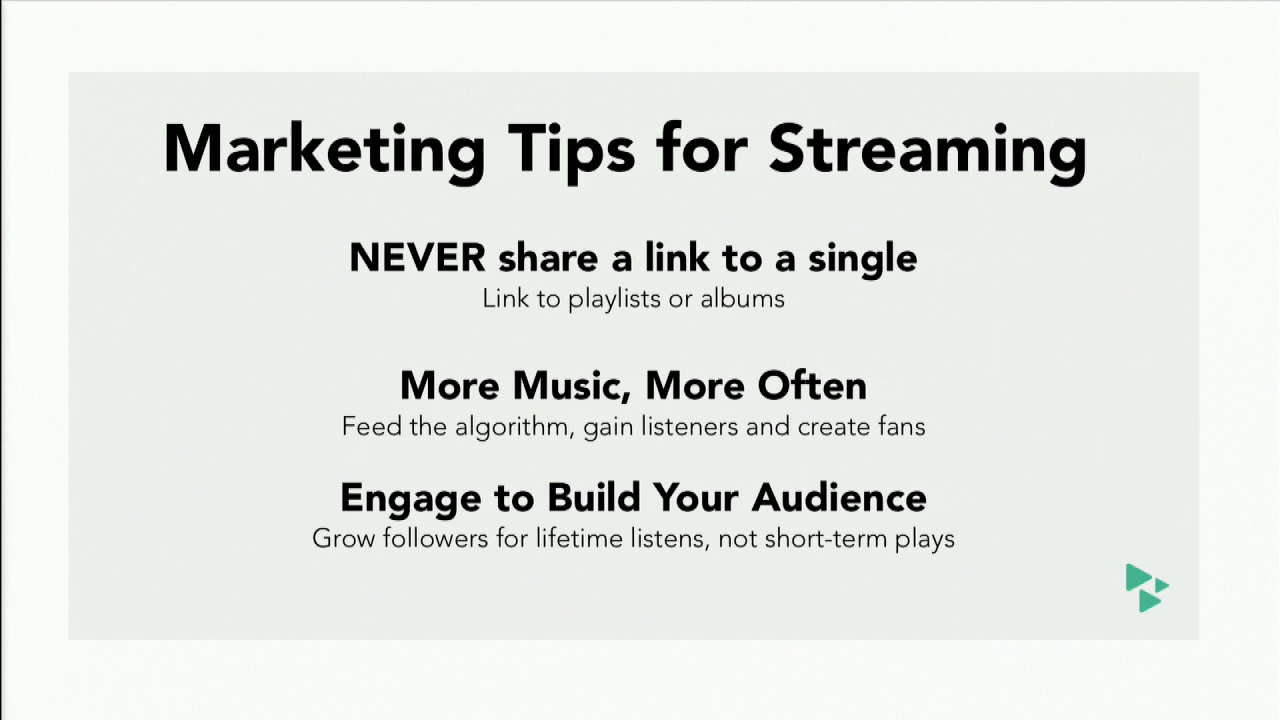 Marketing Tips for Streaming
NEVER share a link to a single
Link to playlists or albums
More Music, More Often
Feed the algorithm, gain listeners and create fans
Engage to Build Your Audience
Grow followers for lifetime listens, not short-term plays